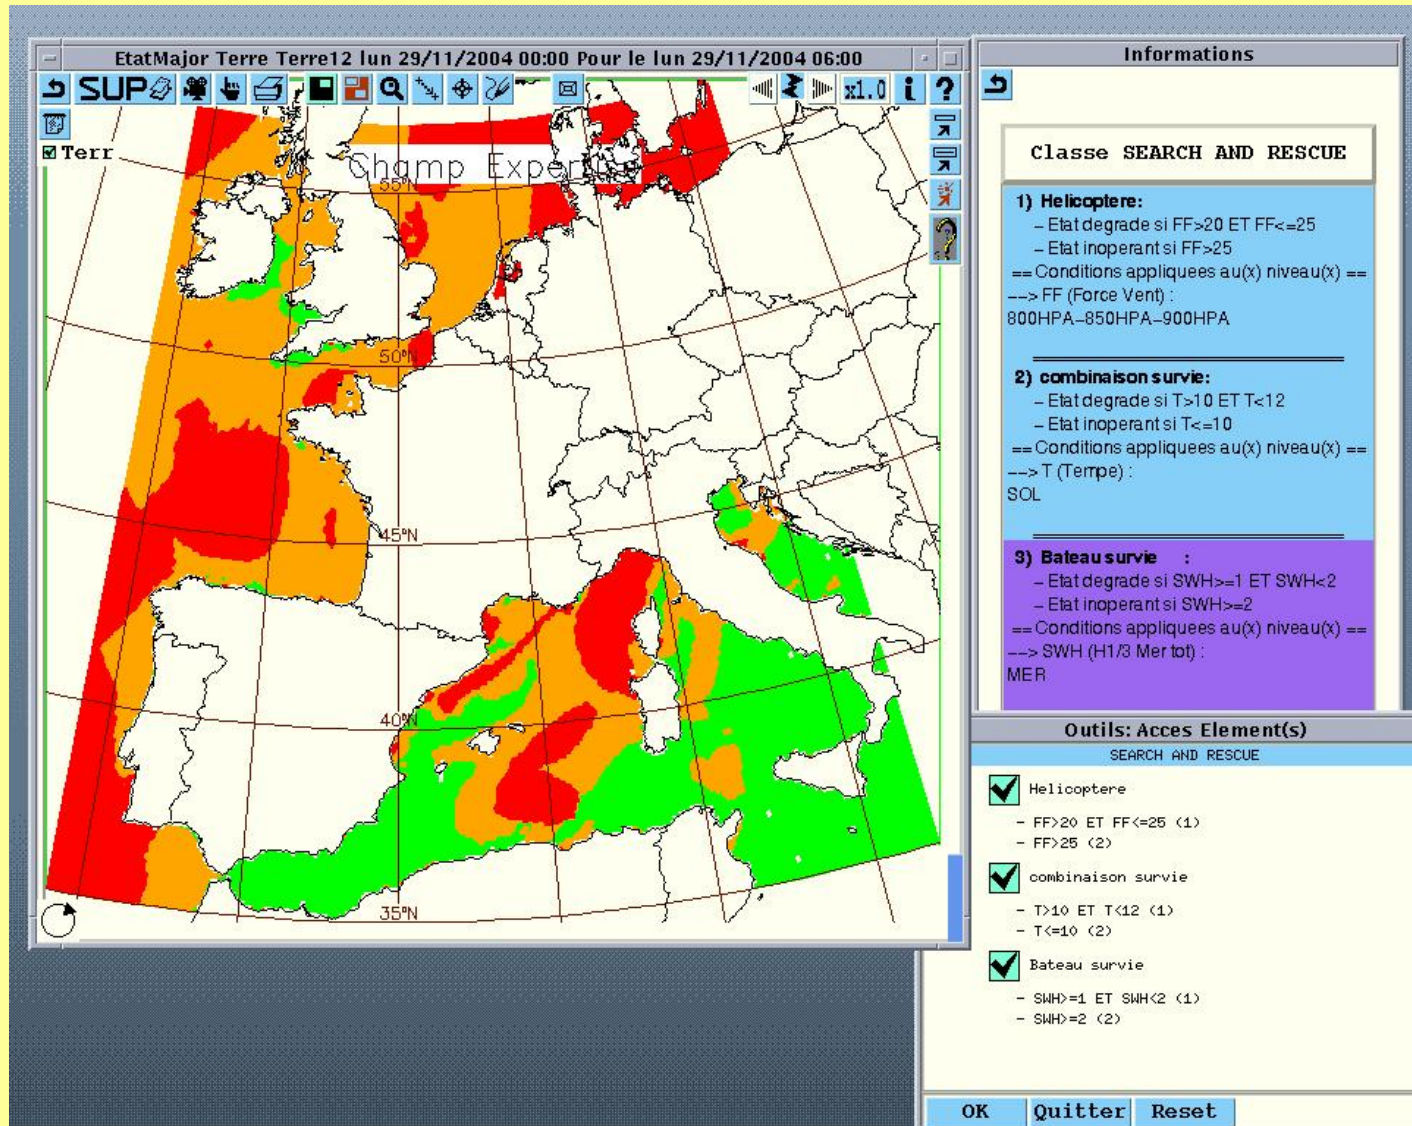 EtatMajor Terre Terre12 lun 29/11/2004 00:00 Pour le lun 29/11/2004 06:00
SUP
x1.0
i
?
Terr
Champ Expert
55°N
50°N
45°N
40°N
35°N
Informations
Classe SEARCH AND RESCUE
1) Helicoptere:
– Etat degrade si FF>20 ET FF<=25
– Etat inoperant si FF>25
== Conditions appliquees au(x) niveau(x) ==
––> FF (Force Vent) :
800HPA–850HPA–900HPA
2) combinaison survie:
– Etat degrade si T>10 ET T<12
– Etat inoperant si T<=10
== Conditions appliquees au(x) niveau(x) ==
––> T (Tempe) :
SOL
3) Bateau survie :
– Etat degrade si SWH>=1 ET SWH<2
– Etat inoperant si SWH>=2
== Conditions appliquees au(x) niveau(x) ==
––> SWH (H1/3 Mer tot) :
MER
Outils: Acces Element(s)
SEARCH AND RESCUE
Helicoptere
- FF>20 ET FF<=25 (1)
- FF>25 (2)
combinaison survie
- T>10 ET T<12 (1)
- T<=10 (2)
Bateau survie
- SWH>=1 ET SWH<2 (1)
- SWH>=2 (2)
OK Quitter Reset